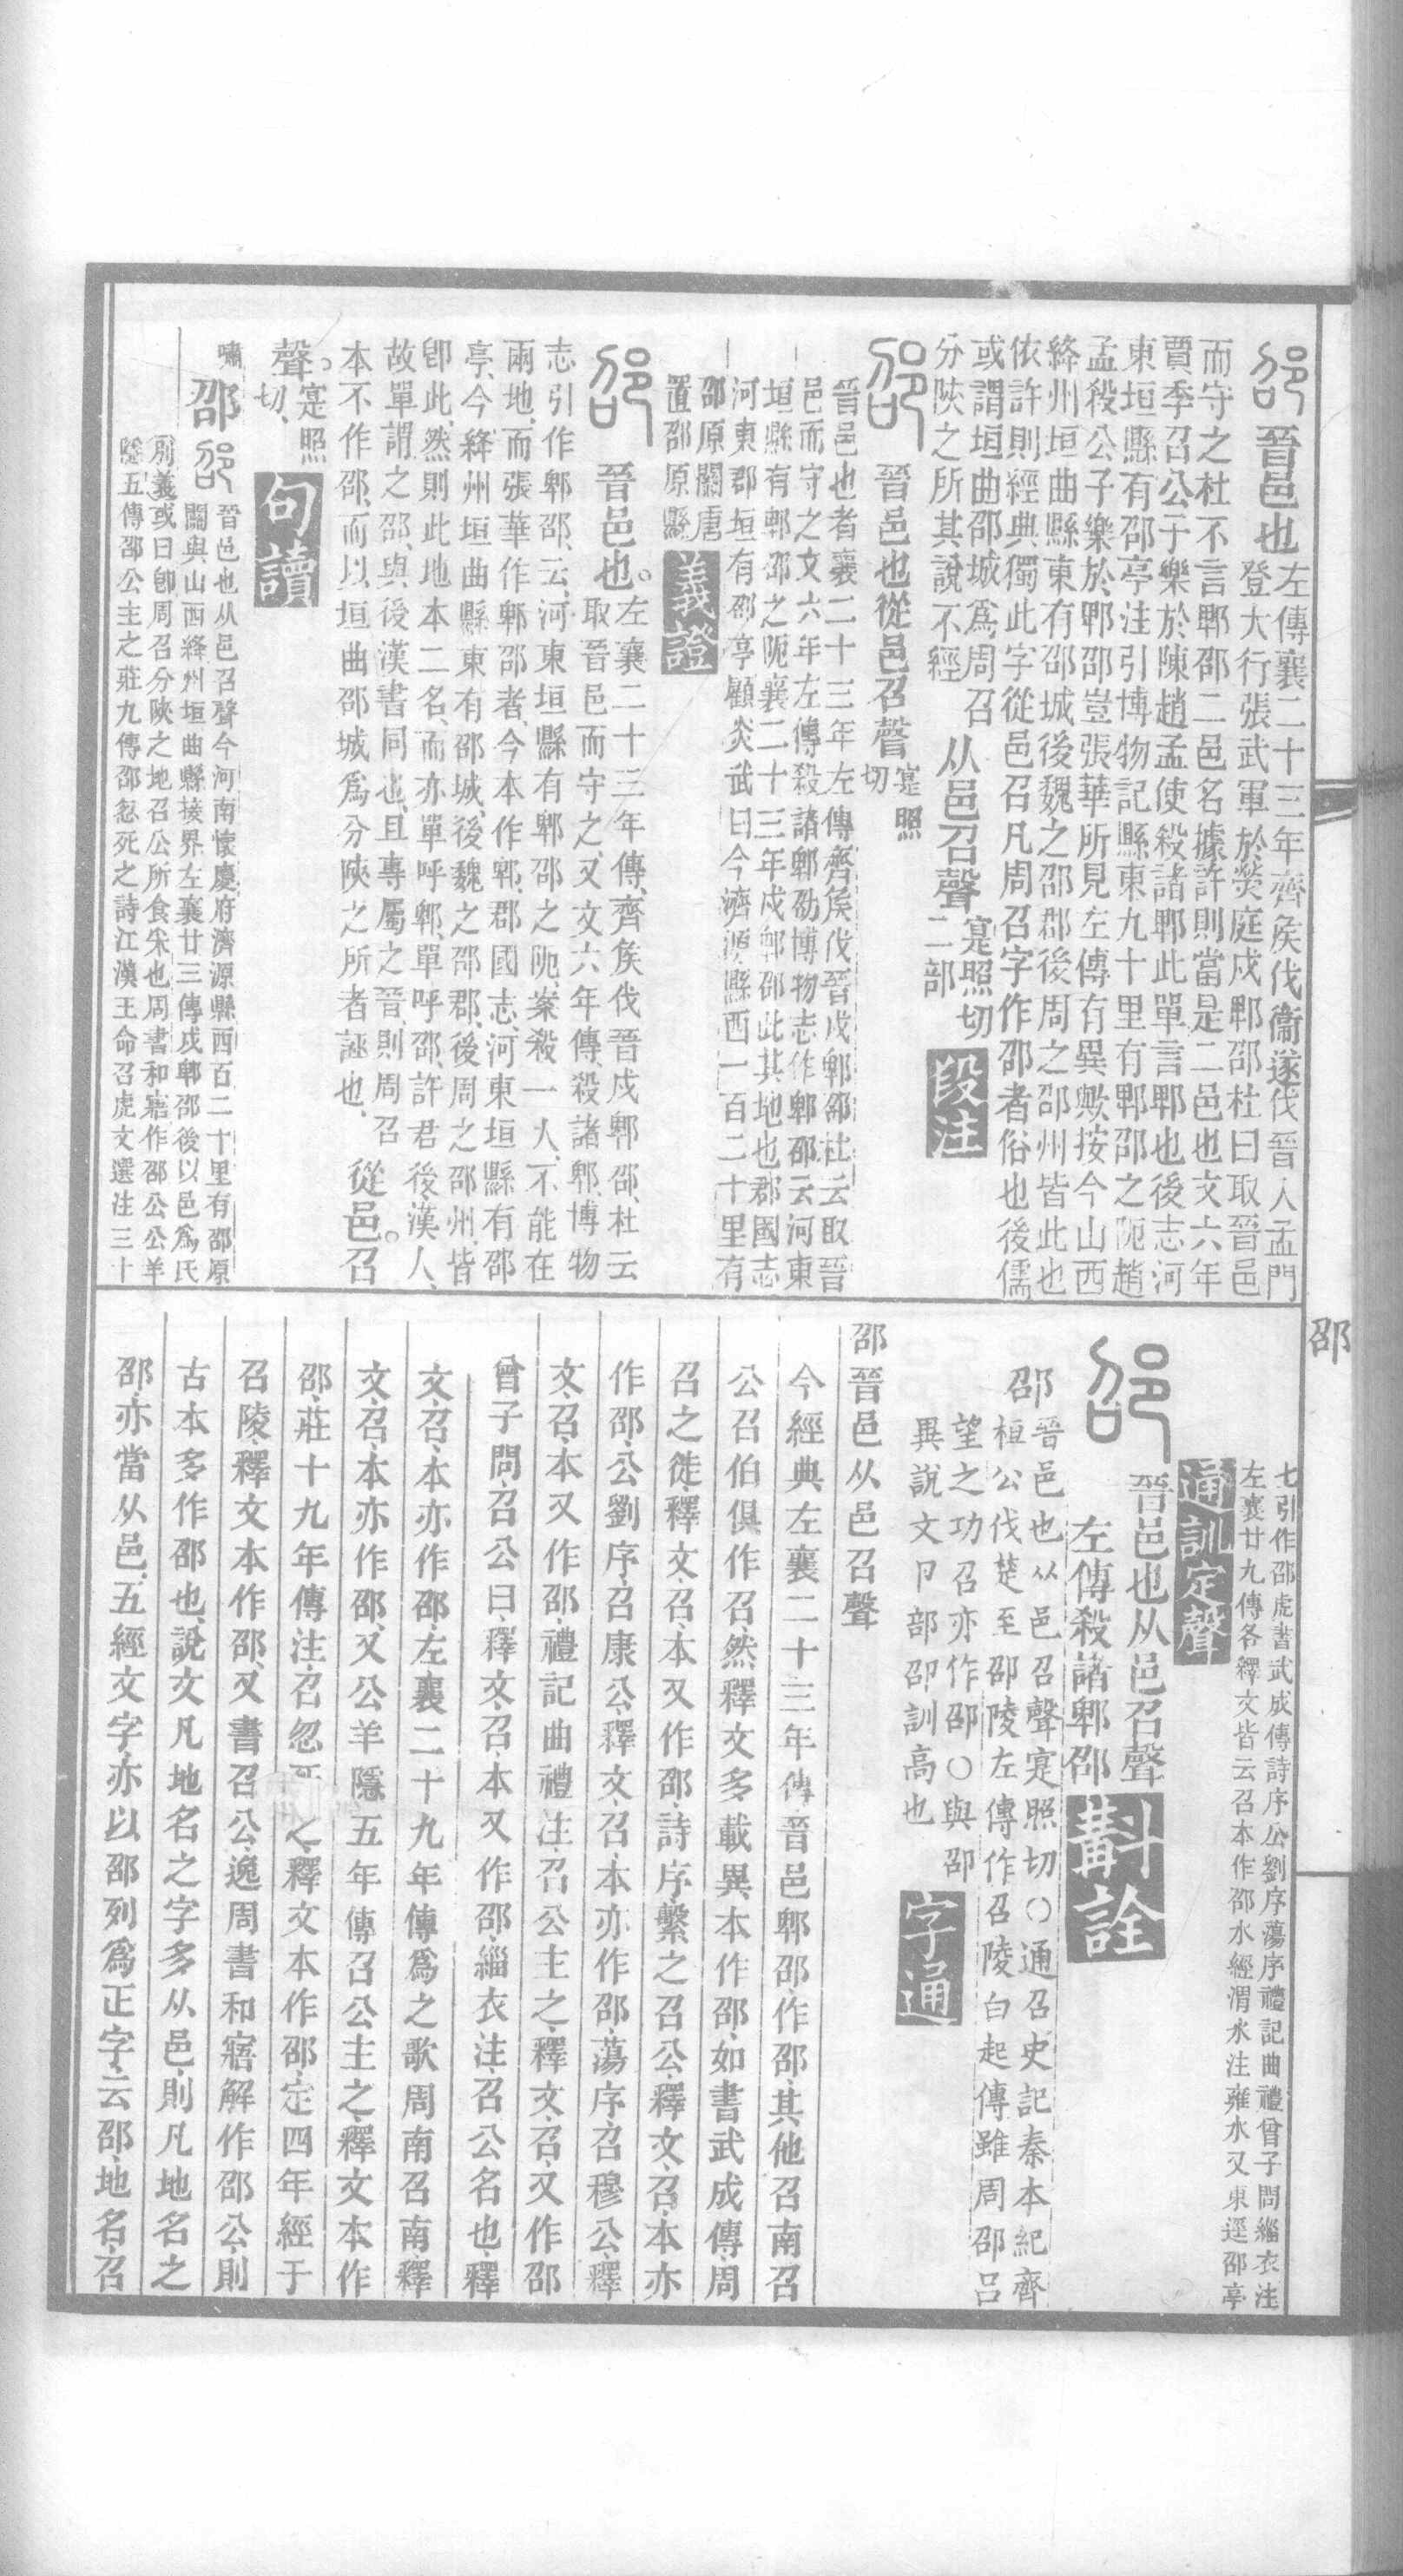 邵
晉邑也
左傳襄二十三年齊矦伐衞遂伐晉入孟門
登大行張武軍於熒庭戍郫邵杜曰取晉邑
而守之杜不言郫邵二邑名據許則當是二邑也文六年
賈季召公子樂於陳趙孟使殺諸郫此單言郫也後志河
東垣縣有邵亭注引博物記縣東九十里有郫邵之阨趙
孟殺公子樂於郫邵豈張華所見左傳有異歟按今山西
絳州垣曲縣東有邵城後魏之邵郡後周之邵州皆此也
依許則經典獨此字從邑召凡周召字作邵者俗也後儒
或謂垣曲邵城爲周召
分陝之所其說不經
从邑召聲
寔照切
二部
段注
晉邑也從邑召聲
寔照
切
晉邑也者襄二十三年左傳齊矦伐晉戍郫邵杜云取晉
邑而守之文六年左傳殺諸郫劭博物志作郫邵云河東
垣縣有郫邵之阨襄二十三年戍郫邵此其地也郡國志
河東郡垣有邵亭顧炎武曰今濟源縣西一百二十里有
邵原關唐
置邵原縣
義證
晉邑也。
左襄二十三年傳、齊矦伐晉戍郫邵、杜云
取晉邑而守之、又文六年傳、殺諸郫、博物
志引作郫邵、云、河東垣縣有郫邵之阨、案殺一人、不能在
兩地、而張華作郫邵者、今本作郫、郡國志、河東垣縣有邵
亭、今絳州垣曲縣東有邵城、後魏之邵郡、後周之邵州、皆
卽此、然則此地本二名、而亦單呼郫、單呼邵、許君後漢人、
故單謂之邵、與後漢書同也、且專屬之晉、則周召
本不作邵、而以垣曲邵城爲分陝之所者誣也、
從邑。召
聲。
寔照
切、
句讀
嘯
邵
晉邑也从邑召聲今河南懷慶府濟源縣西百二十里有邵原
關與山西絳州垣曲縣接界左襄廿三傳戍郫邵後以邑爲氏
別義或曰卽周召分陝之地召公所食采也周書和寤作邵公公羊
隱五傳邵公主之莊九傳邵忽死之詩江漢王命召虎文選注三十
邵
七引作邵虎書武成傳詩序公劉序蕩序禮記曲禮曾子問緇衣注
左襄廿九傳各釋文皆云召本作邵水經渭水注雍水又東逕邵亭
通訓定聲
晉邑也从邑召聲
左傳殺諸郫邵
斠詮
邵
晉邑也从邑召聲寔照切○通召史記秦本紀齊
桓公伐楚至邵陵左傳作召陵白起傳雖周邵呂
望之功召亦作邵○與卲
異說文卩部卲訓高也
字通
邵晉邑从邑召聲
今經典左襄二十三年傳晉邑郫邵作邵、其他召南召
公召伯俱作召、然釋文多載異本作邵、如書武成傳、周
召之徒、釋文、召、本又作邵、詩序、繫之召公、釋文、召、本亦
作邵、公劉序、召康公、釋文、召、本亦作邵、蕩序、召穆公、釋
文、召、本又作邵、禮記曲禮注、召公主之、釋文、召、又作邵
曾子問、召公曰、釋文、召、本又作邵、緇衣注、召公名也、釋
文、召、本亦作邵、左襄二十九年傳爲之歌周南召南、釋
文、召、本亦作邵、又公羊隱五年傳召公主之、釋文本作
邵、莊十九年傳注、召忽死之、釋文本作邵、定四年經于
召陵、釋文本作邵、又書召公、逸周書和寤解作邵公、則
古本多作邵也、說文凡地名之字多从邑、則凡地名之
邵、亦當从邑、五經文字、亦以邵列爲正字、云邵、地名、召